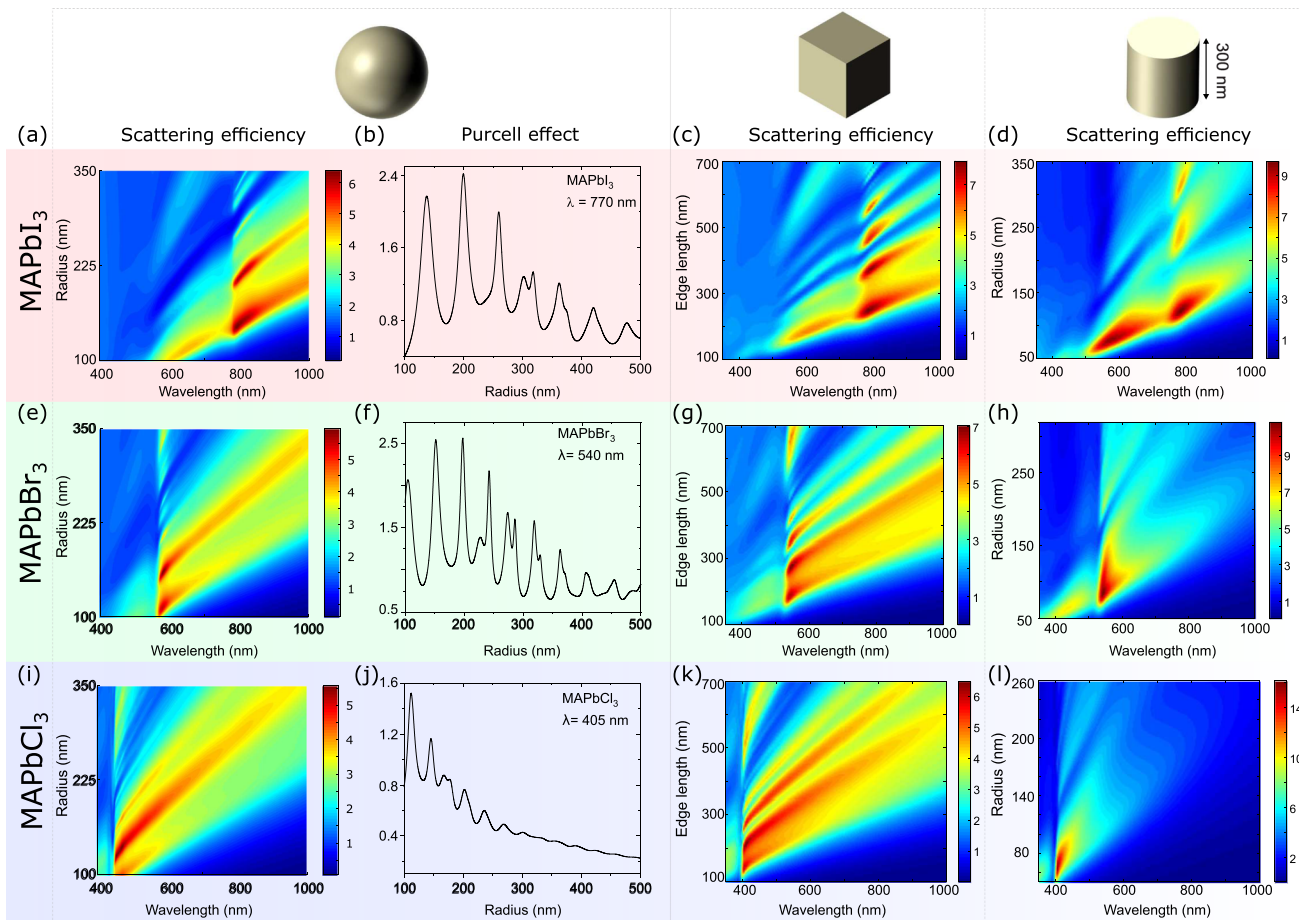 300 nm
(a) Scattering efficiency
(b) Purcell effect
(c) Scattering efficiency
(d) Scattering efficiency
MAPbI3
350
225
100
Radius (nm)
400 600 800 1000
Wavelength (nm)
6
5
4
3
2
1
2.4
1.6
0.8
MAPbI3
λ = 770 nm
100 200 300 400 500
Radius (nm)
700
500
300
100
Edge length (nm)
400 600 800 1000
Wavelength (nm)
7
5
3
1
350
250
150
50
Radius (nm)
400 600 800 1000
Wavelength (nm)
9
7
5
3
1
MAPbBr3
(e)
350
225
100
Radius (nm)
400 600 800 1000
Wavelength (nm)
5
4
3
2
1
(f)
2.5
1.5
0.5
MAPbBr3
λ= 540 nm
100 200 300 400 500
Radius (nm)
(g)
700
500
300
100
Edge length (nm)
400 600 800 1000
Wavelength (nm)
7
5
4
3
1
(h)
250
150
50
Radius (nm)
400 600 800 1000
Wavelength (nm)
9
7
5
3
1
MAPbCl3
(i)
350
225
100
Radius (nm)
400 600 800 1000
Wavelength (nm)
5
4
3
2
1
(j)
1.6
1.2
0.8
0.4
MAPbCl3
λ= 405 nm
100 200 300 400 500
Radius (nm)
(k)
700
500
300
100
Edge length (nm)
400 600 800 1000
Wavelength (nm)
6
5
4
3
2
1
0
(l)
260
200
140
80
Radius (nm)
400 600 800 1000
Wavelength (nm)
14
10
6
2